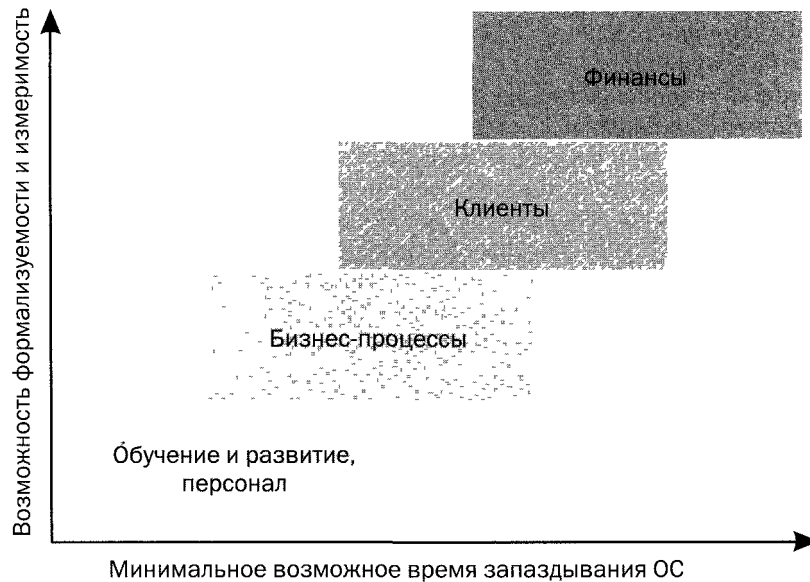 Возможность формализуемости и измеримость
Финансы
Клиенты
Бизнес-процессы
Обучение и развитие,
персонал
Минимальное возможное время запаздывания ОС